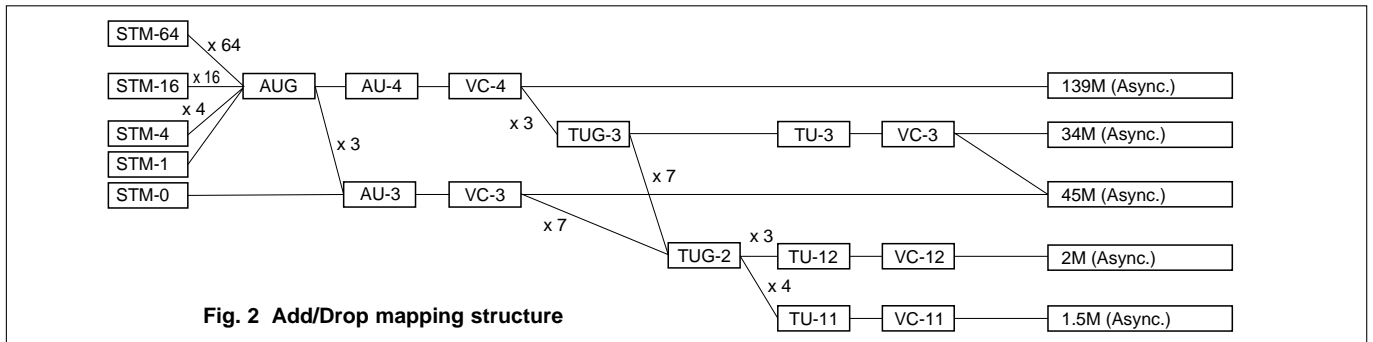 STM-64
x 64
STM-16
x 16
AUG
AU-4
VC-4
139M (Async.)
x 4
STM-4
x 3
TUG-3
TU-3
VC-3
34M (Async.)
STM-1
x 3
x 7
STM-0
AU-3
VC-3
45M (Async.)
x 7
x 3
TUG-2
TU-12
VC-12
2M (Async.)
x 4
Fig. 2 Add/Drop mapping structure
TU-11
VC-11
1.5M (Async.)